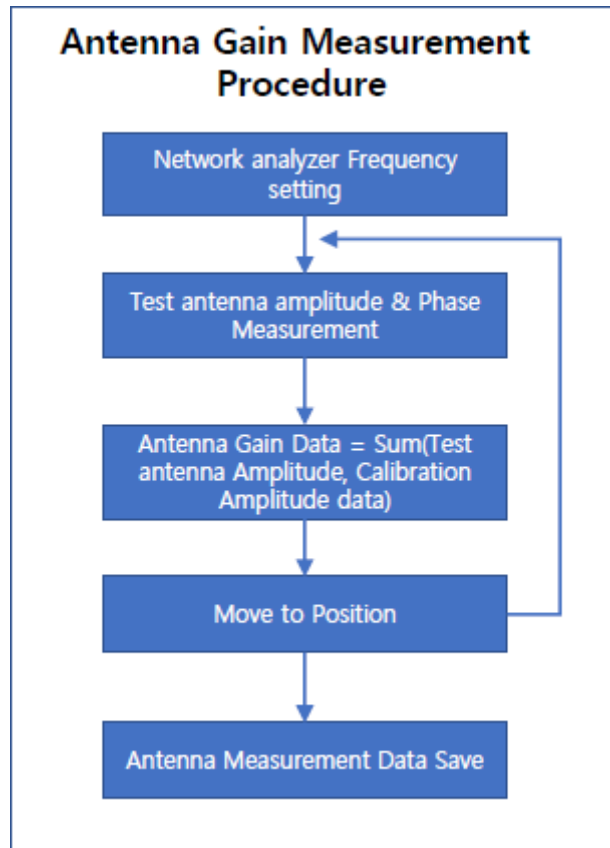 Antenna Gain Measurement
Procedure
Network analyzer Frequency
setting
Test antenna amplitude & Phase
Measurement
Antenna Gain Data = Sum(Test
antenna Amplitude, Calibration
Amplitude data)
Move to Position
Antenna Measurement Data Save